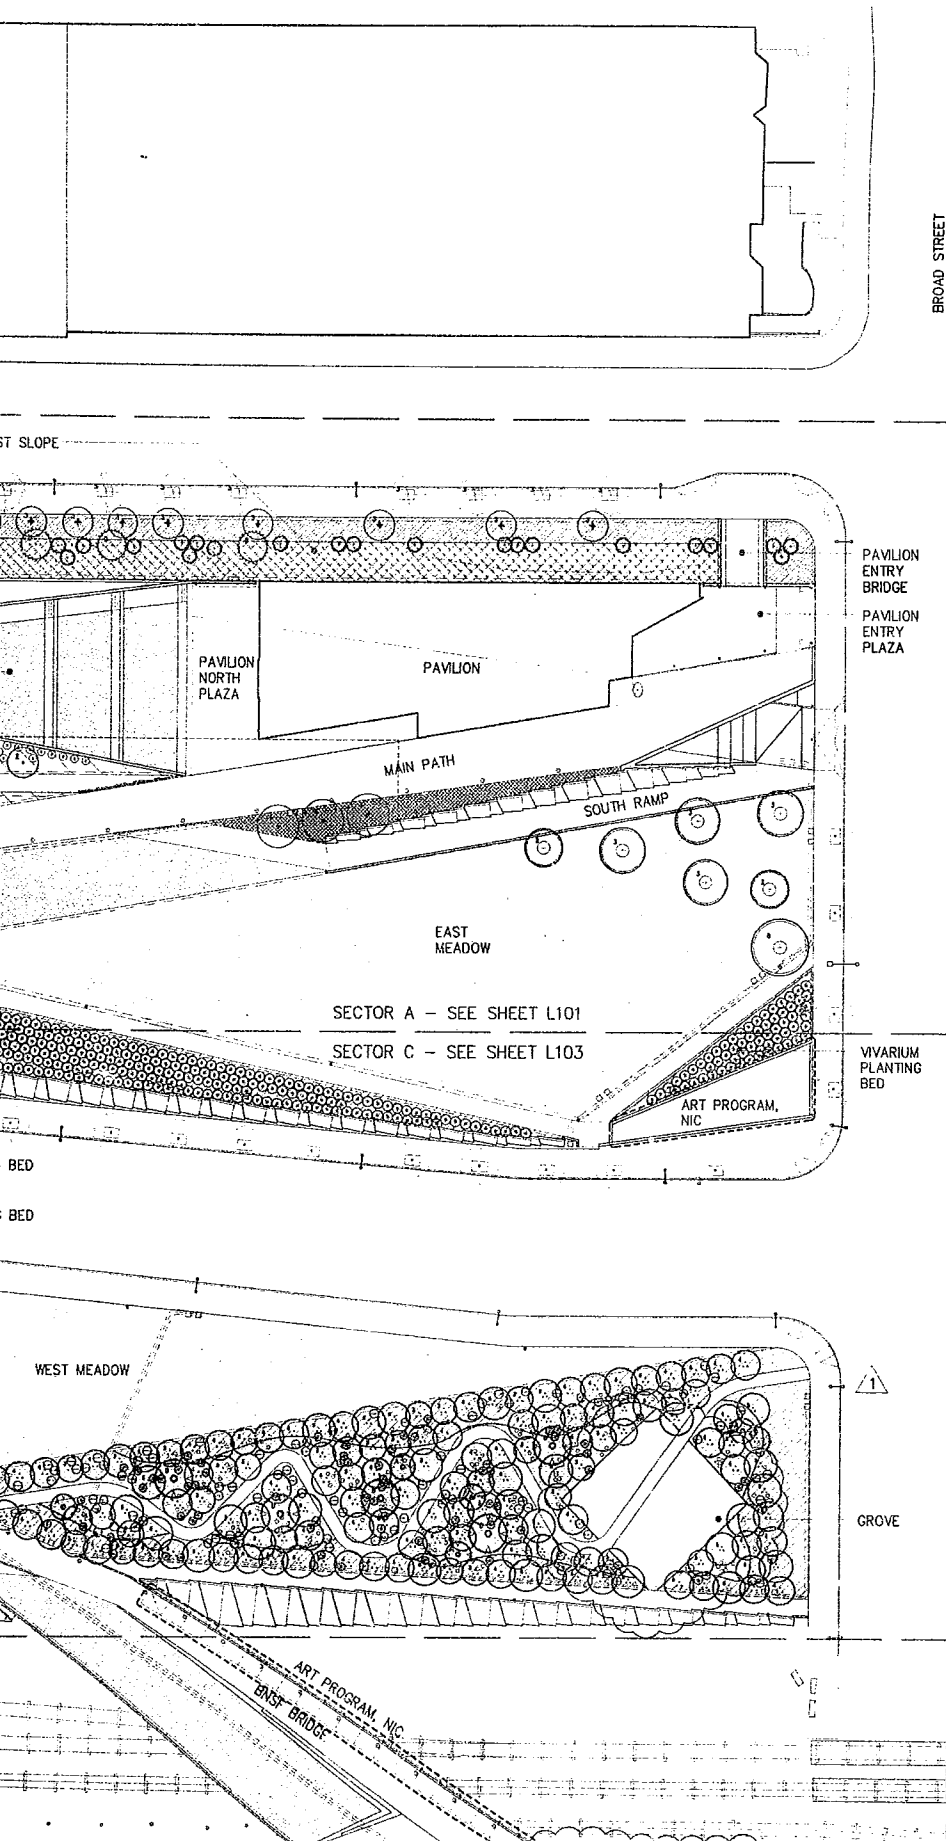 BROAD STREET
ST SLOPE
PAVILION
ENTRY
BRIDGE
PAVILION
ENTRY
PLAZA
PAVILION
NORTH
PLAZA
PAVILION
MAIN PATH
SOUTH RAMP
EAST
MEADOW
SECTOR A – SEE SHEET L101
SECTOR C – SEE SHEET L103
VIVARIUM
PLANTING
BED
ART PROGRAM,
NIC
BED
BED
WEST MEADOW
1
GROVE
ART PROGRAM, NIC
BNSF BRIDGE